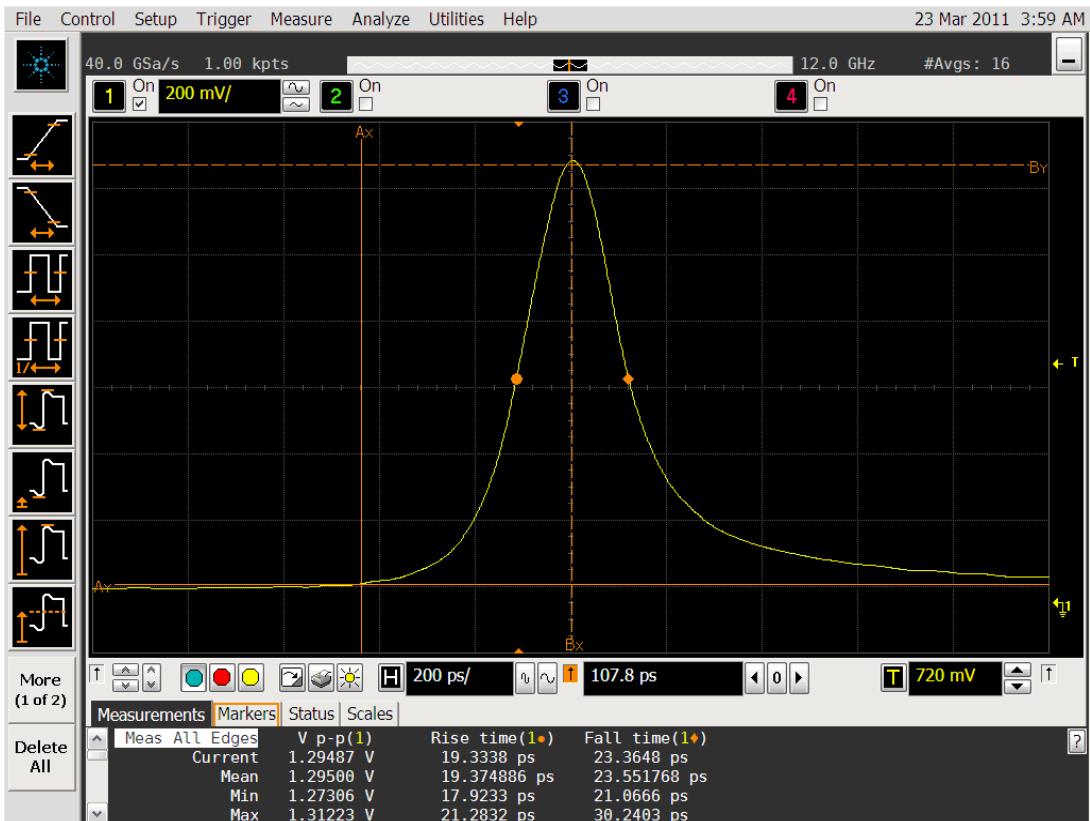 File Control Setup Trigger Measure Analyze Utilities Help 23 Mar 2011 3:59 AM
40.0 GSa/s 1.00 kpts 12.0 GHz #Avgs: 16
1 On 200 mV/ 2 On 3 On 4 On
Ax
By
T
Ay
1
Bx
1/
More
(1 of 2)
Delete
All
H 200 ps/ 107.8 ps 0 T 720 mV
Measurements Markers Status Scales
Meas All Edges V p-p(1) Rise time(1●) Fall time(1♦) ?
Current 1.29487 V 19.3338 ps 23.3648 ps
Mean 1.29500 V 19.374886 ps 23.551768 ps
Min 1.27306 V 17.9233 ps 21.0666 ps
Max 1.31223 V 21.2832 ps 30.2403 ps